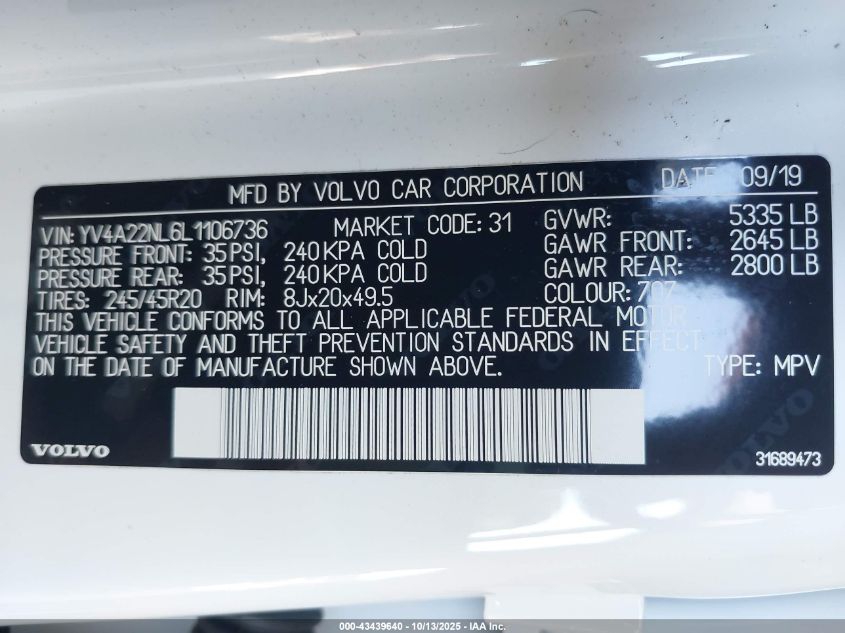 MFD BY VOLVO CAR CORPORATION DATE 09/19
VIN: YV4A22NL6L1106736 MARKET CODE: 31 GVWR: 5335 LB
PRESSURE FRONT: 35 PSI, 240 KPA COLD GAWR FRONT: 2645 LB
PRESSURE REAR: 35 PSI, 240 KPA COLD GAWR REAR: 2800 LB
TIRES: 245/45R20 RIM: 8Jx20x49.5 COLOUR: 707
THIS VEHICLE CONFORMS TO ALL APPLICABLE FEDERAL MOTOR
VEHICLE SAFETY AND THEFT PREVENTION STANDARDS IN EFFECT
ON THE DATE OF MANUFACTURE SHOWN ABOVE. TYPE: MPV
VOLVO 31689473
000-43439640 - 10/13/2025 - IAA Inc.